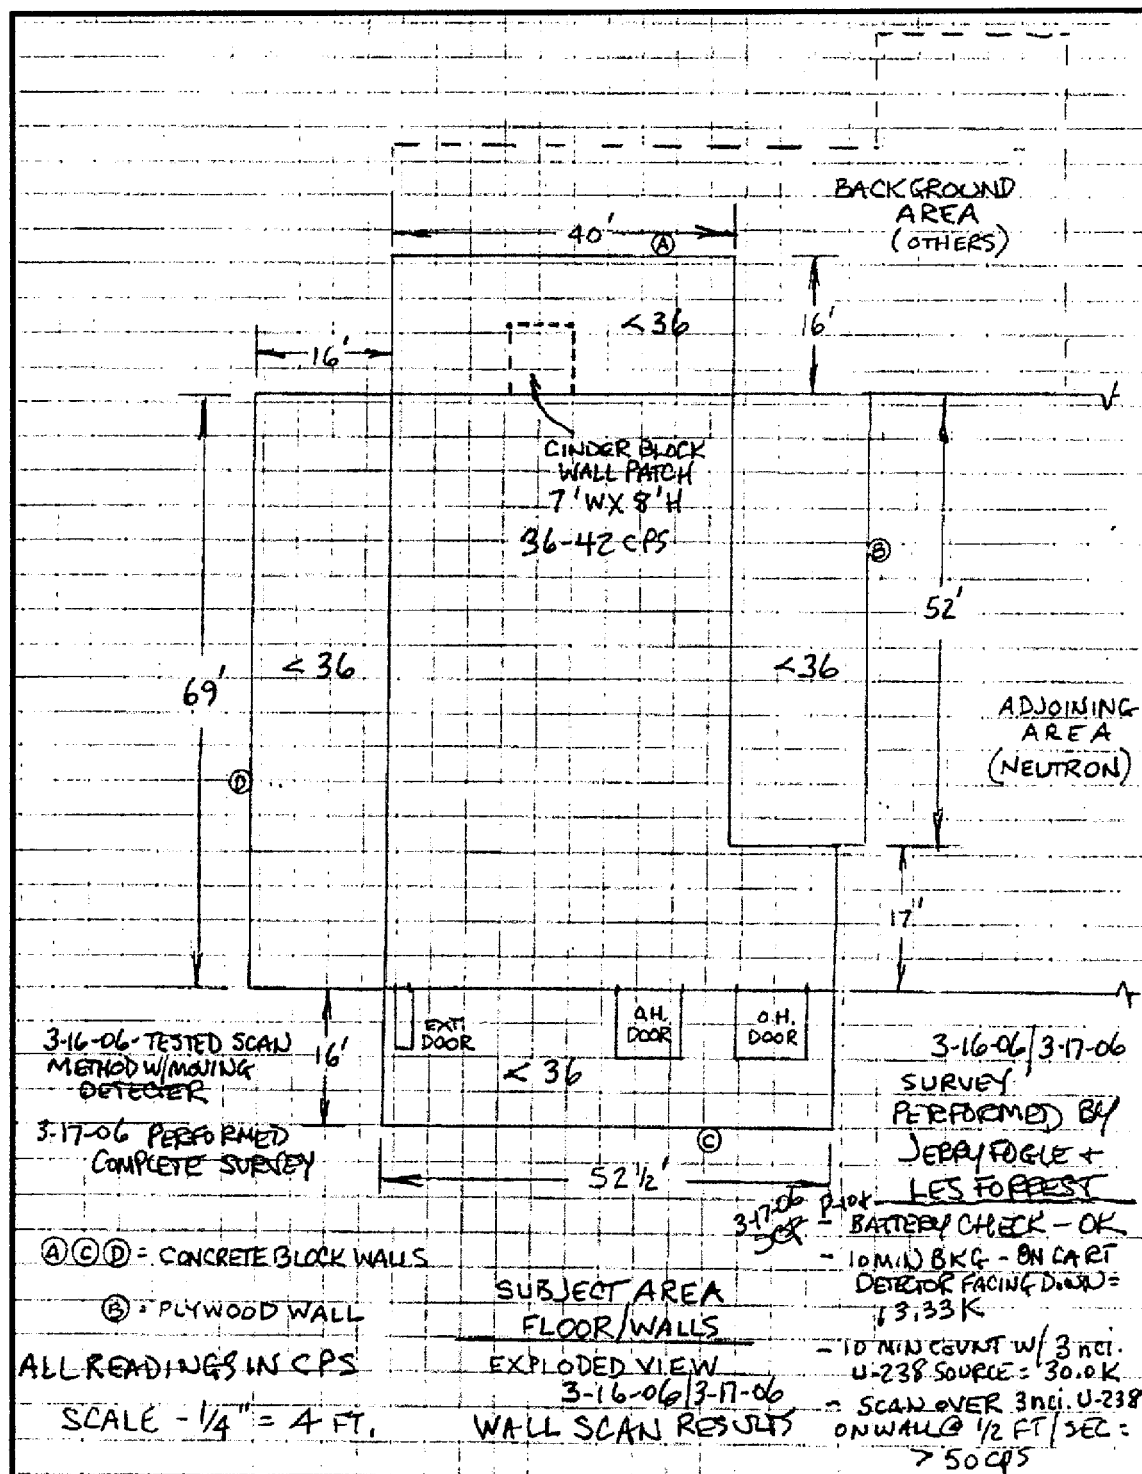 BACKGROUND
AREA
(OTHERS)
40'
Ⓐ
<36
16'
16'
CINDER BLOCK
WALL PATCH
7'W X 8'H
36-42 CPS
Ⓑ
52'
69'
<36
<36
ADJOINING
AREA
(NEUTRON)
Ⓓ
17'
EXT.
DOOR
O.H.
DOOR
O.H.
DOOR
16'
<36
3-16-06 - TESTED SCAN
METHOD W/MOVING
DETECTER
3-17-06 PERFORMED
COMPLETE SURVEY
Ⓒ
52 1/2'
3-16-06/3-17-06
SURVEY
PERFORMED BY
JERRY FOGLE +
LES FORREST
3-17-06
- BATTERY CHECK - OK
- 10 MIN BKG - ON CART
DETECTOR FACING DOWN =
13.33K
- 10 MIN COUNT W/ 3 nci.
U-238 SOURCE = 30.0K
- SCAN OVER 3nci. U-238
ON WALL @ 1/2 FT/SEC =
> 50 CPS
Ⓐ Ⓒ Ⓓ = CONCRETE BLOCK WALLS
Ⓑ = PLYWOOD WALL
ALL READINGS IN CPS
SCALE - 1/4" = 4 FT.
SUBJECT AREA
FLOOR/WALLS
EXPLODED VIEW
3-16-06/3-17-06
WALL SCAN RESULTS